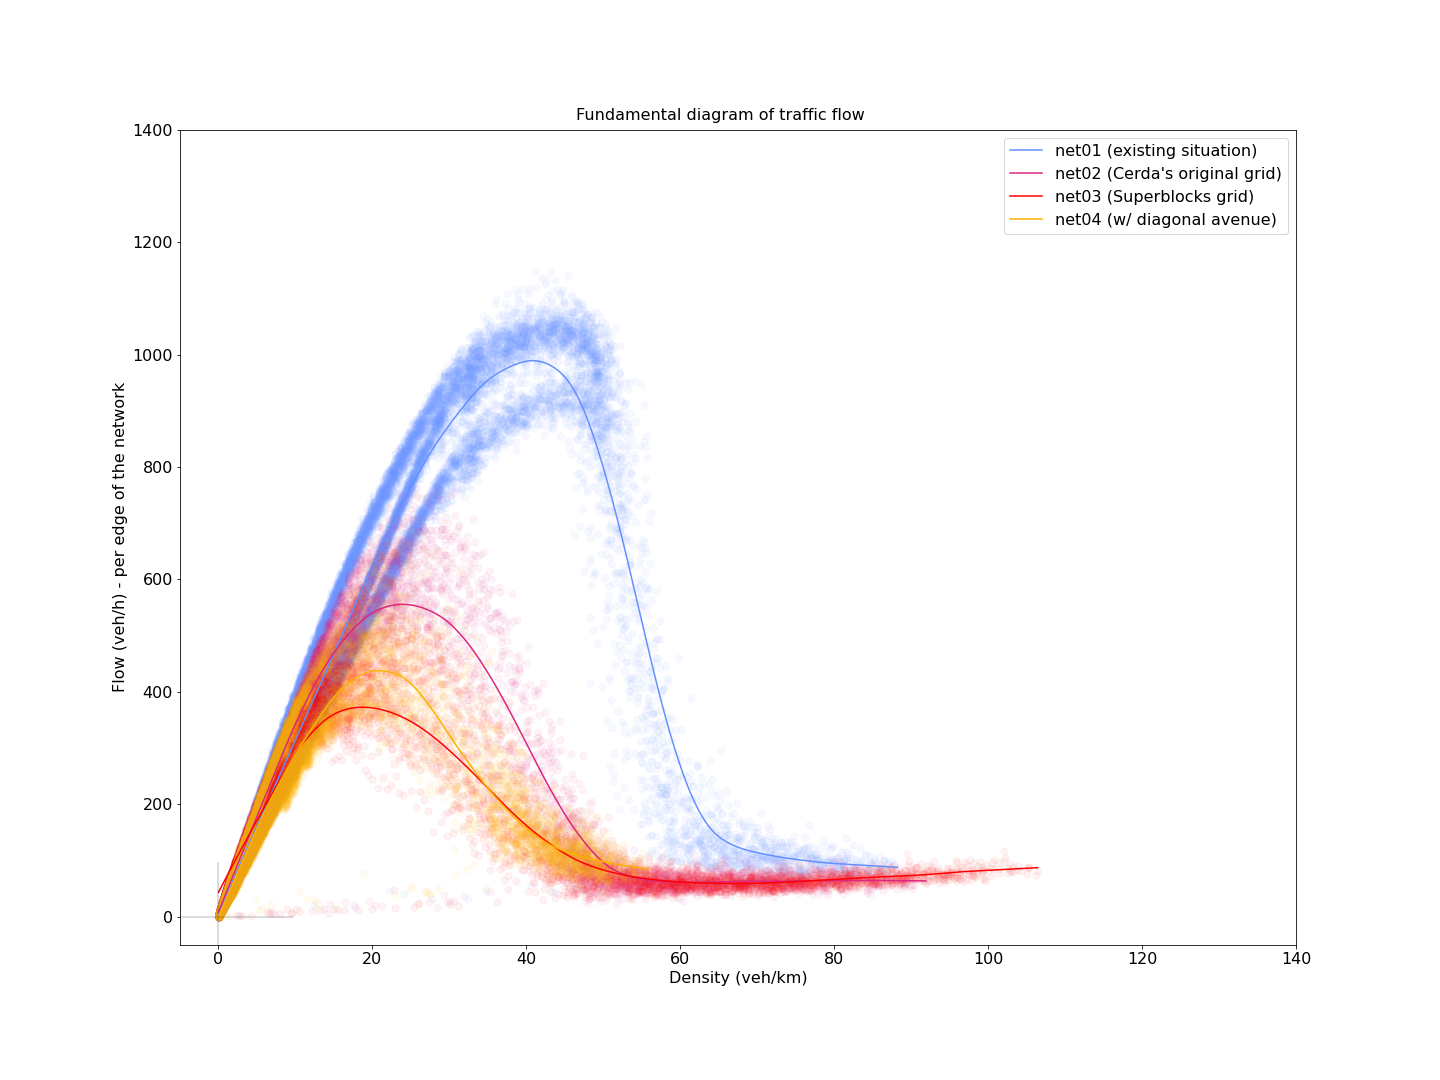 Fundamental diagram of traffic flow
1400
1200
1000
800
600
400
200
0
Flow (veh/h) - per edge of the network
net01 (existing situation)
net02 (Cerda's original grid)
net03 (Superblocks grid)
net04 (w/ diagonal avenue)
0 20 40 60 80 100 120 140
Density (veh/km)